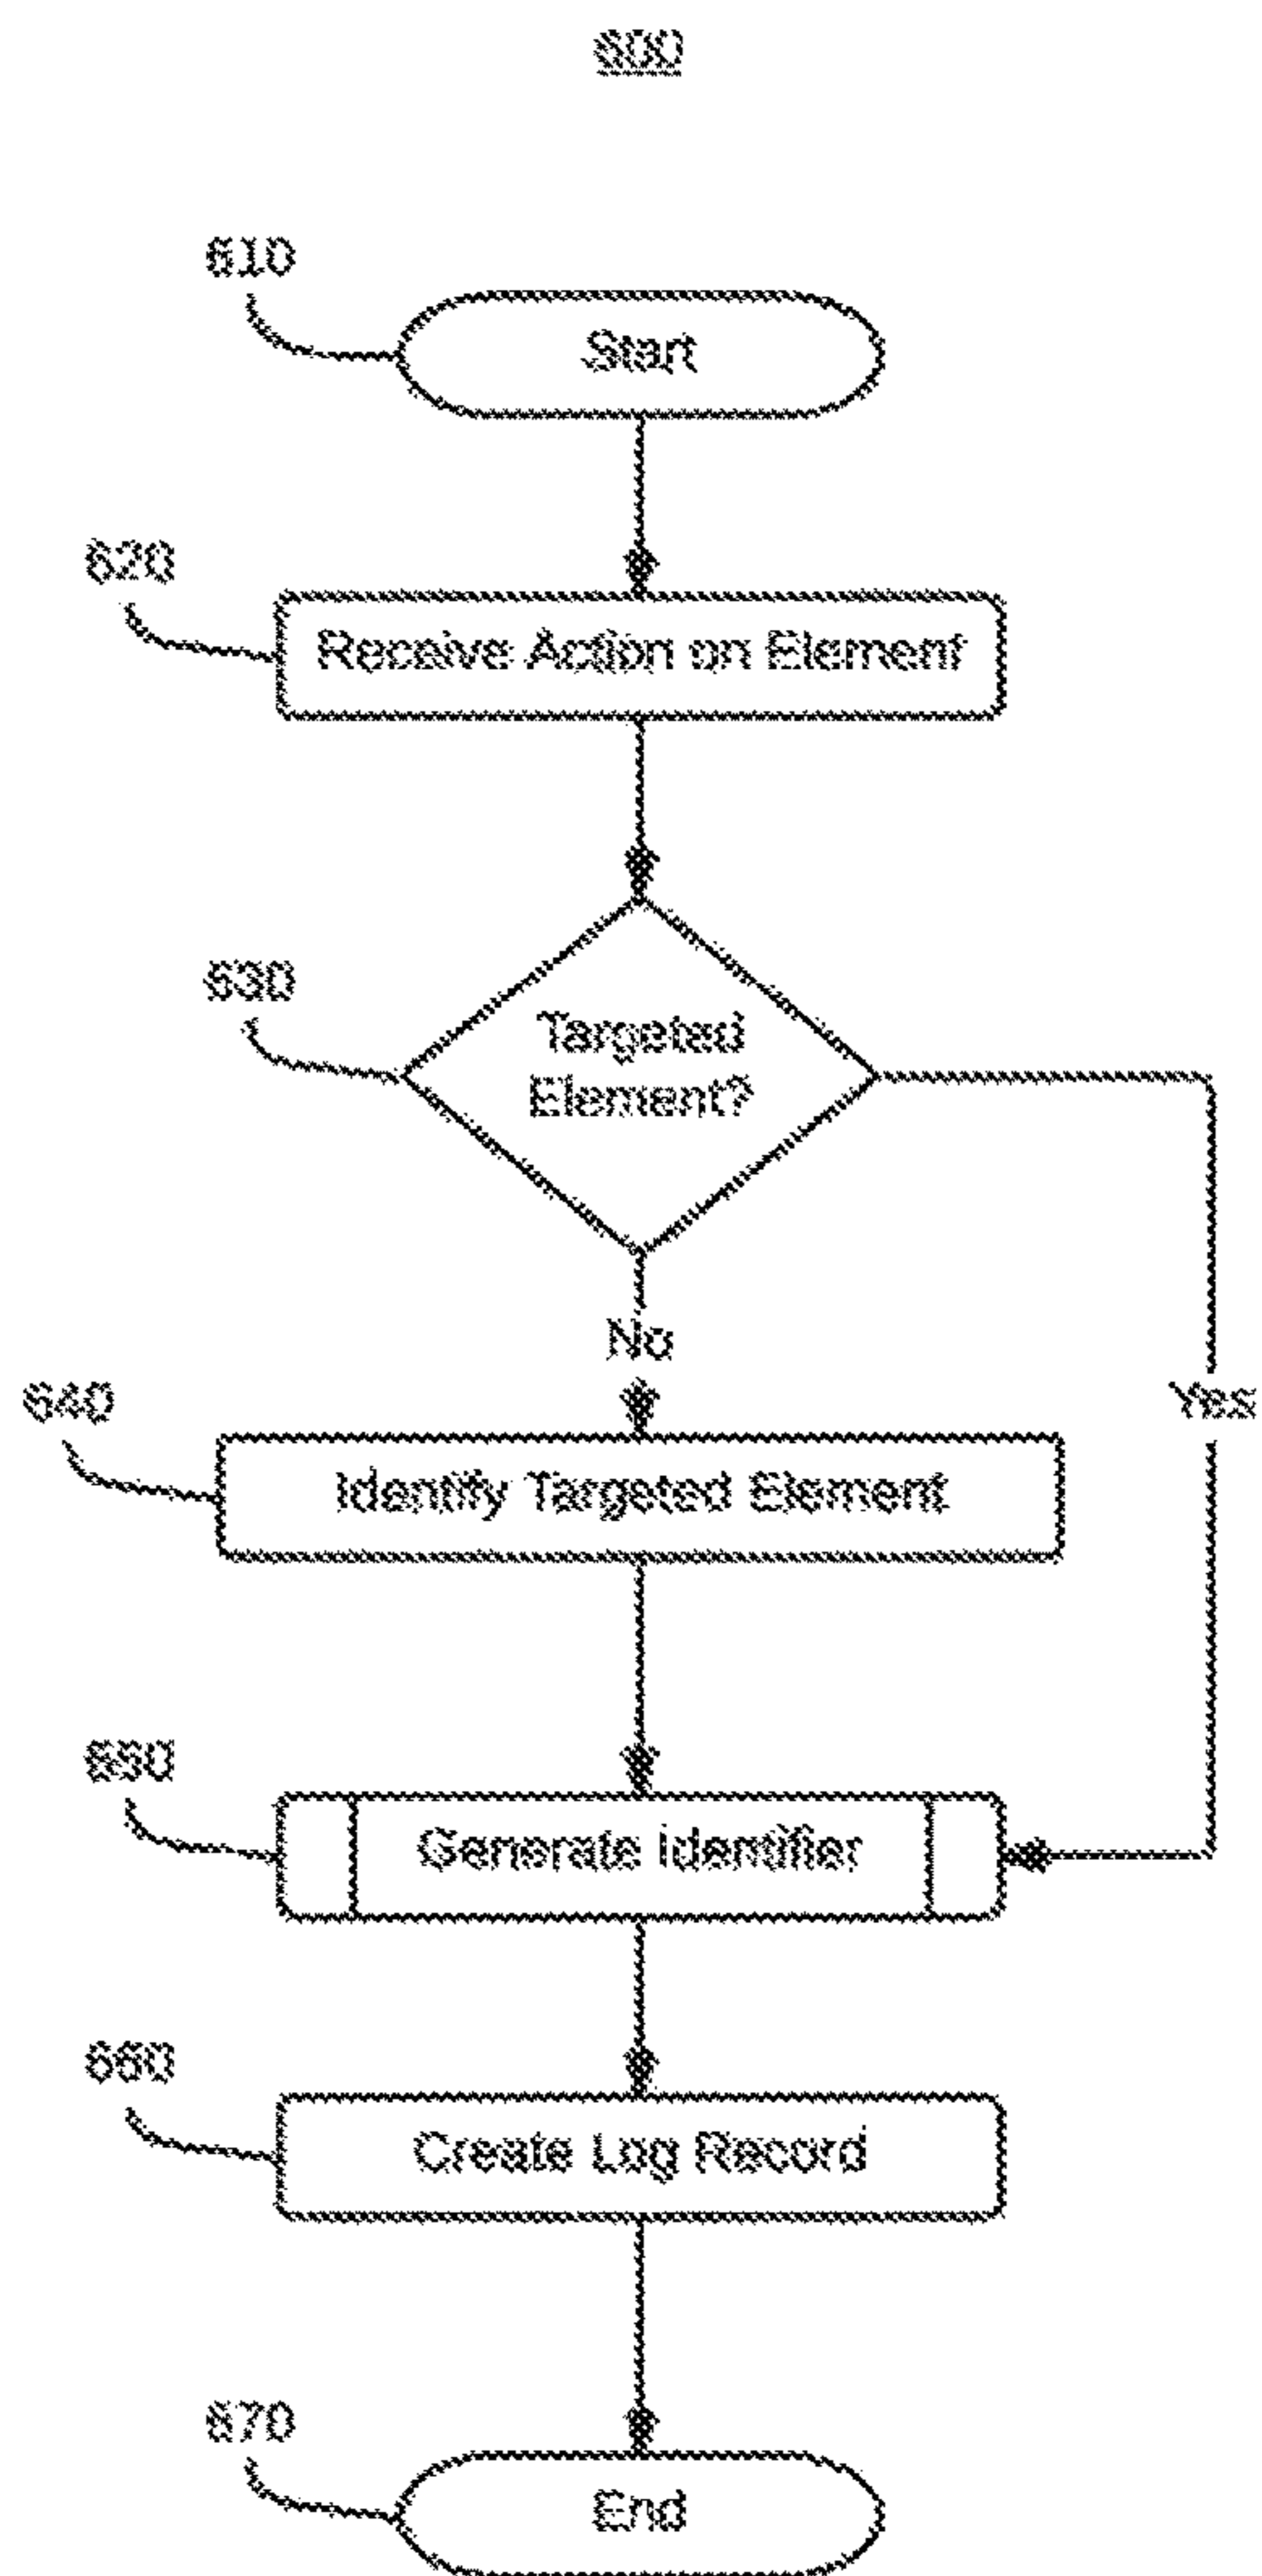 600
610
Start
620
Receive Action on Element
630
Targeted
Element?
No
640
Yes
Identify Targeted Element
650
Generate Identifier
660
Create Log Record
670
End